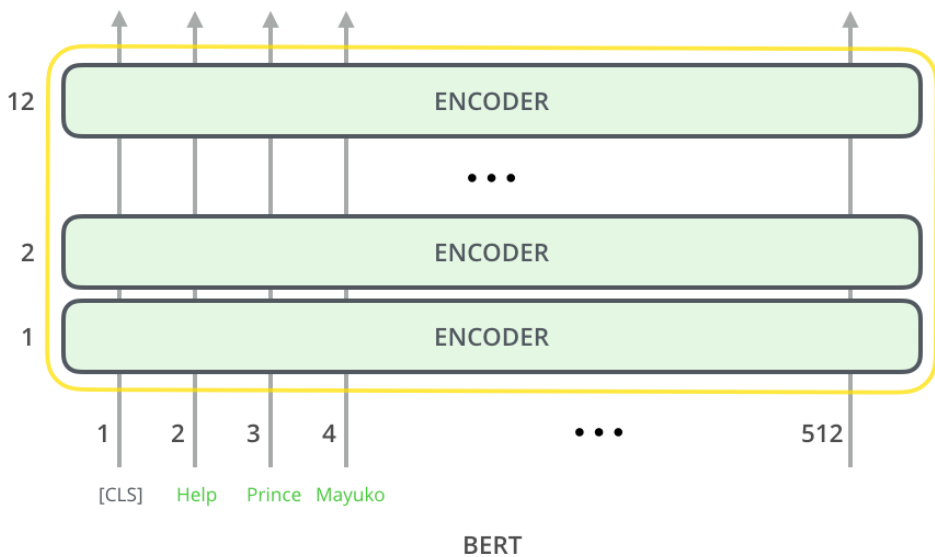 12 ENCODER
•••
2 ENCODER
1 ENCODER
1 2 3 4 ••• 512
[CLS] Help Prince Mayuko
BERT